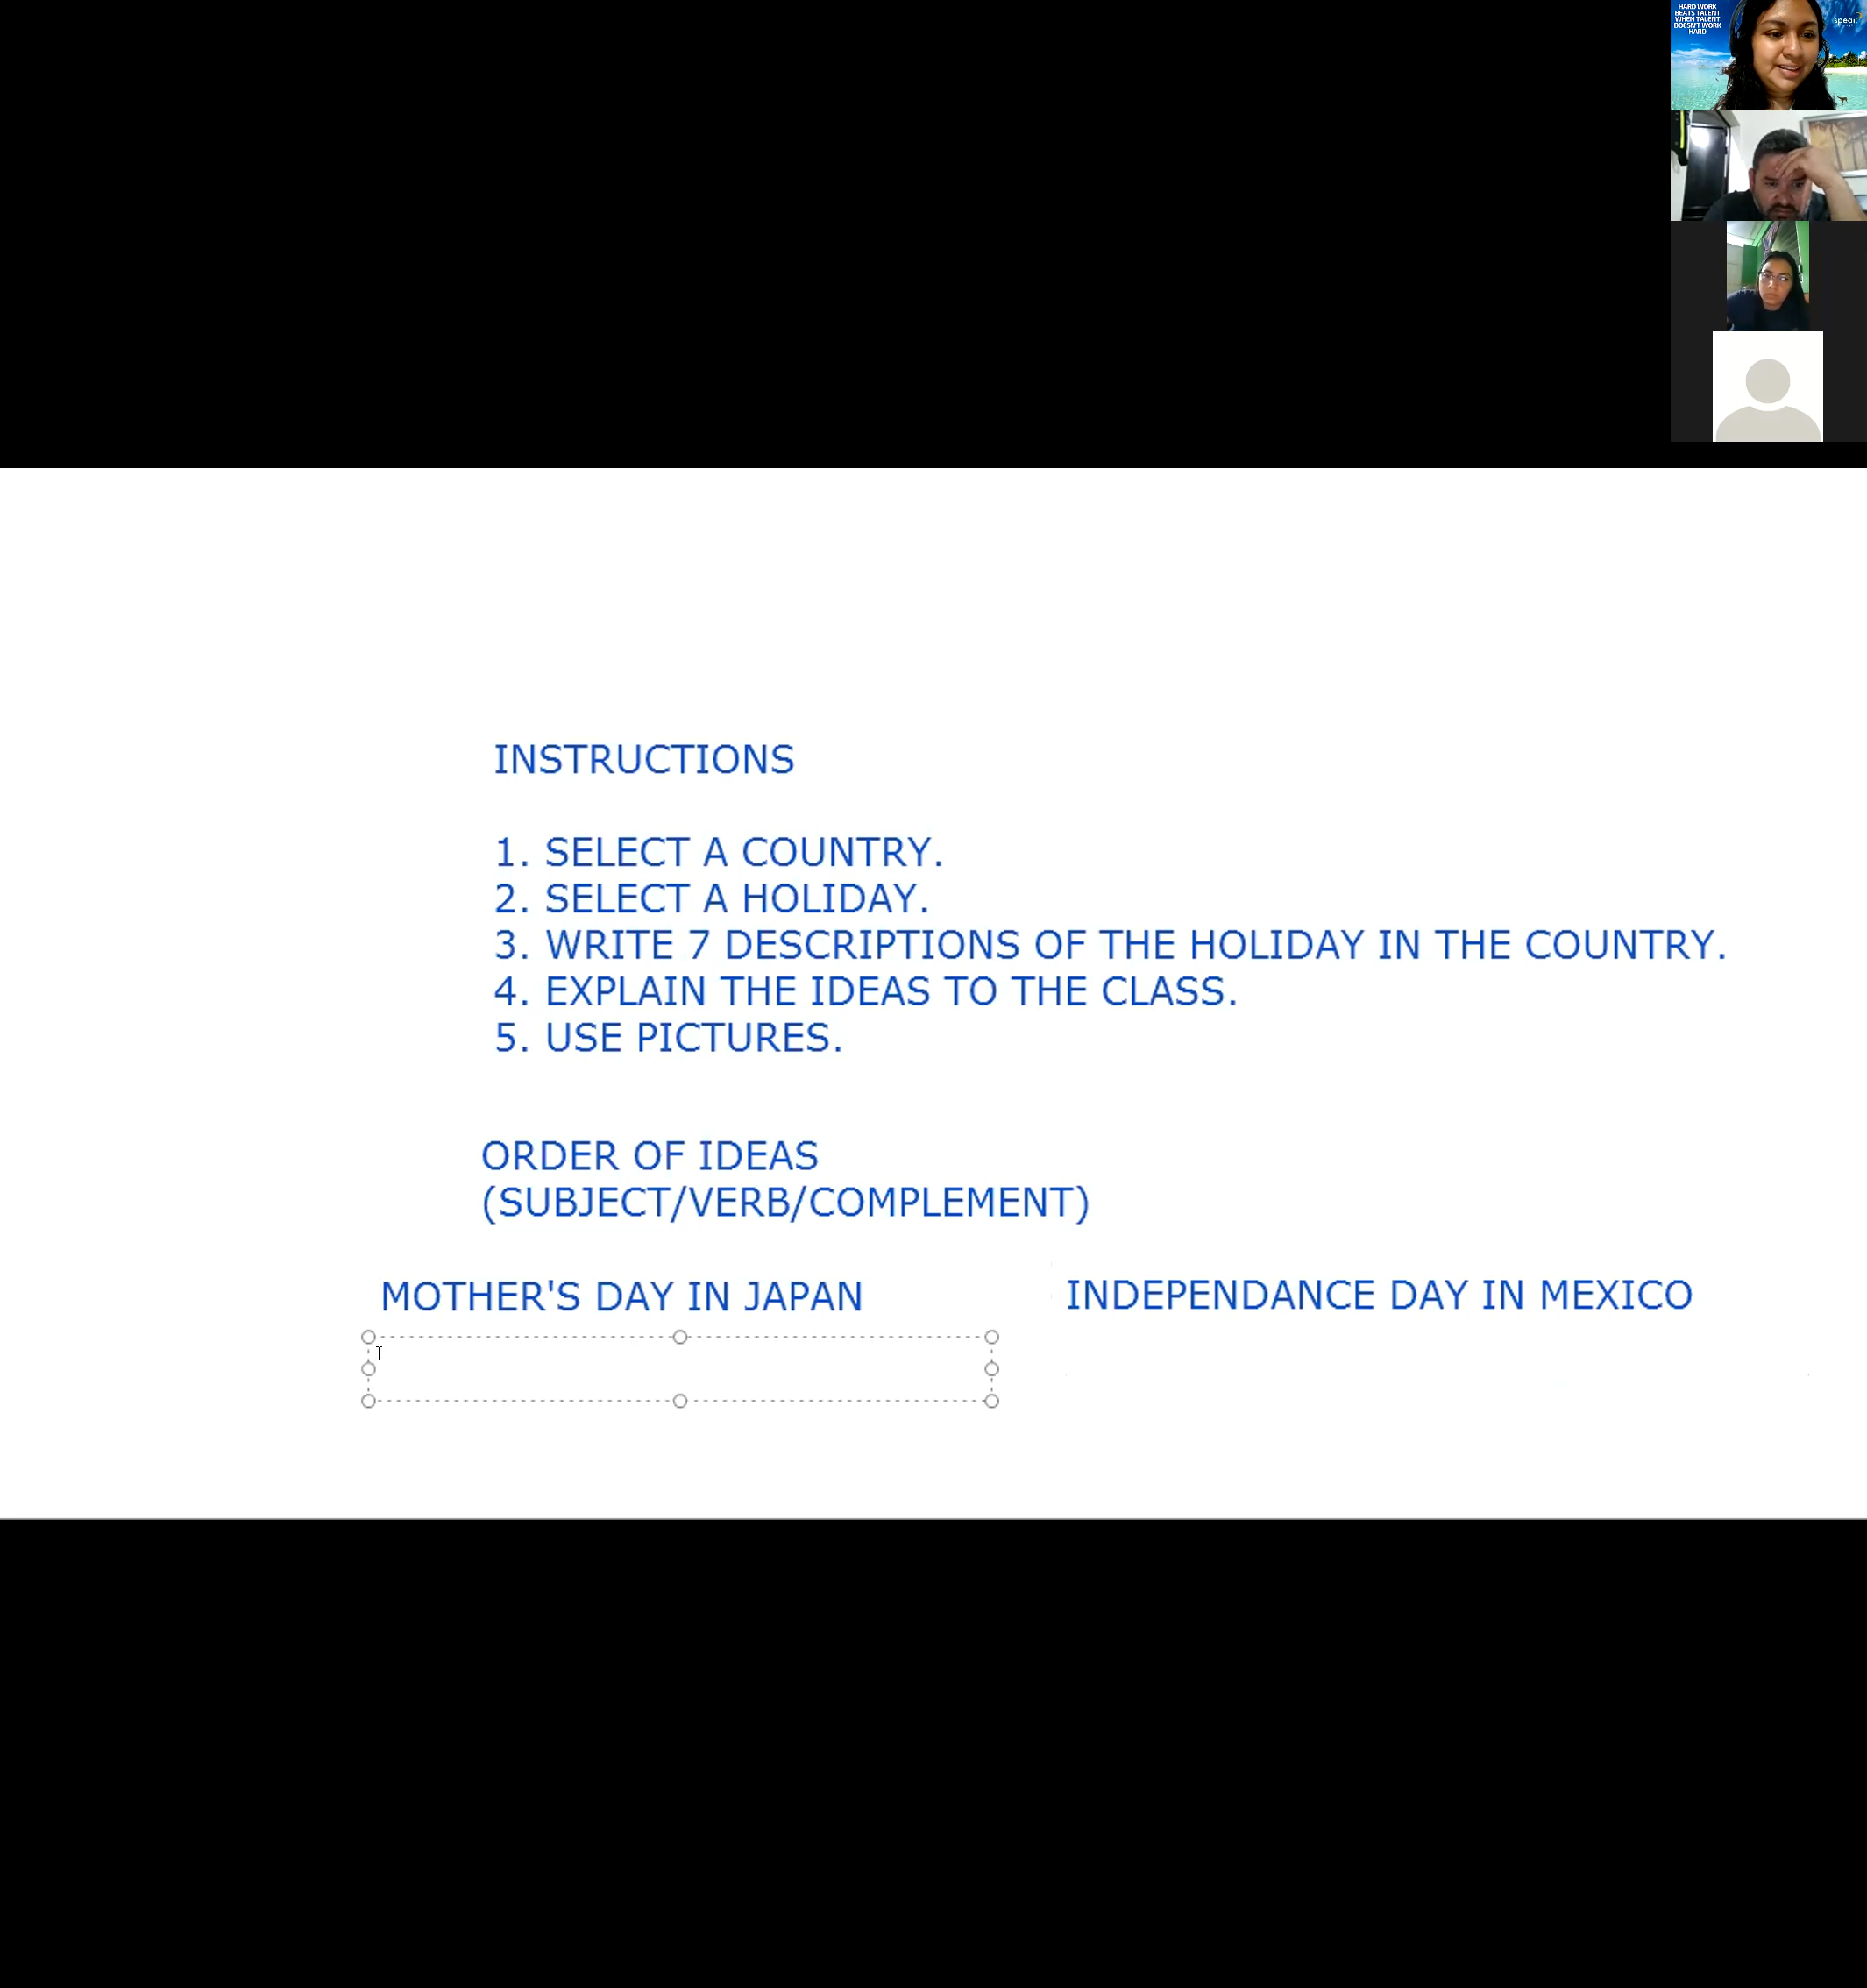 HARD WORK
BEATS TALENT
WHEN TALENT
DOESN'T WORK
HARD
INSTRUCTIONS
1. SELECT A COUNTRY.
2. SELECT A HOLIDAY.
3. WRITE 7 DESCRIPTIONS OF THE HOLIDAY IN THE COUNTRY.
4. EXPLAIN THE IDEAS TO THE CLASS.
5. USE PICTURES.
ORDER OF IDEAS
(SUBJECT/VERB/COMPLEMENT)
MOTHER'S DAY IN JAPAN
INDEPENDANCE DAY IN MEXICO